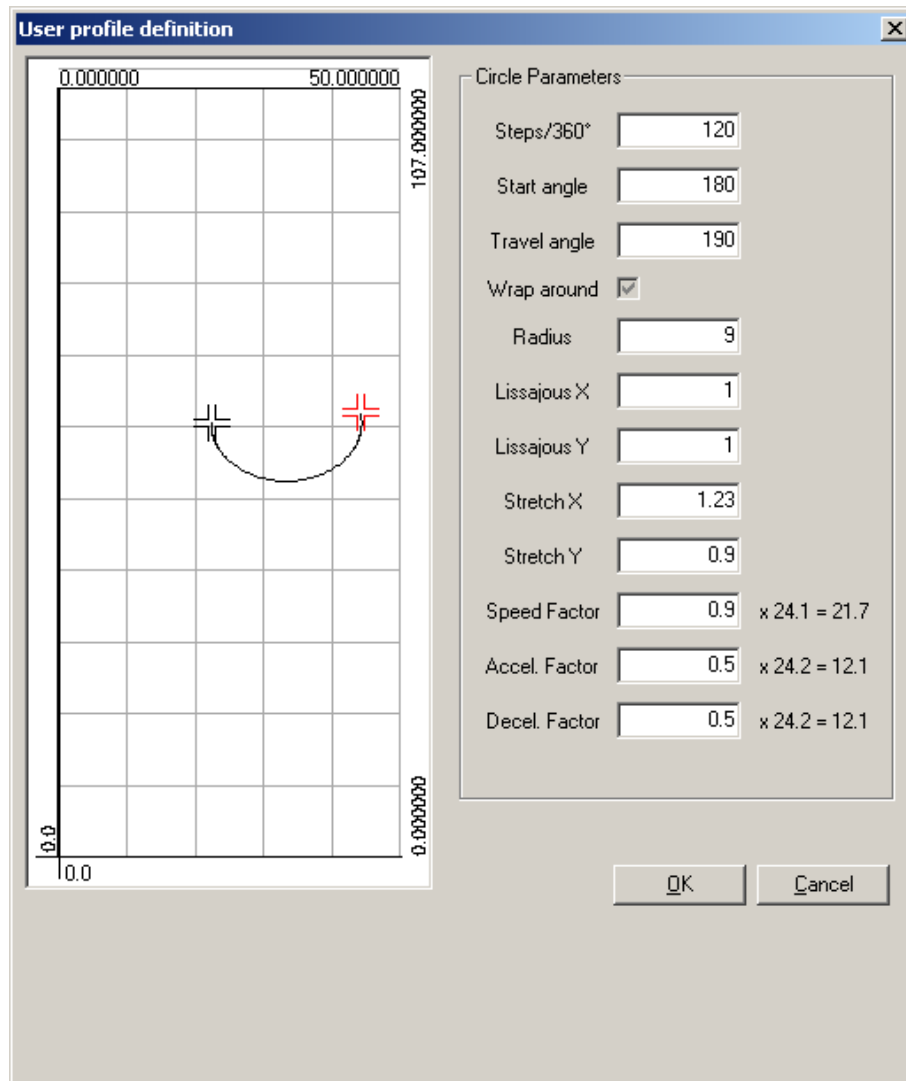 User profile definition
0.000000 50.000000
107.000000
0.000000
0.0
0.0
Circle Parameters
Steps/360° 120
Start angle 180
Travel angle 190
Wrap around
Radius 9
Lissajous X 1
Lissajous Y 1
Stretch X 1.23
Stretch Y 0.9
Speed Factor 0.9 x 24.1 = 21.7
Accel. Factor 0.5 x 24.2 = 12.1
Decel. Factor 0.5 x 24.2 = 12.1
OK Cancel